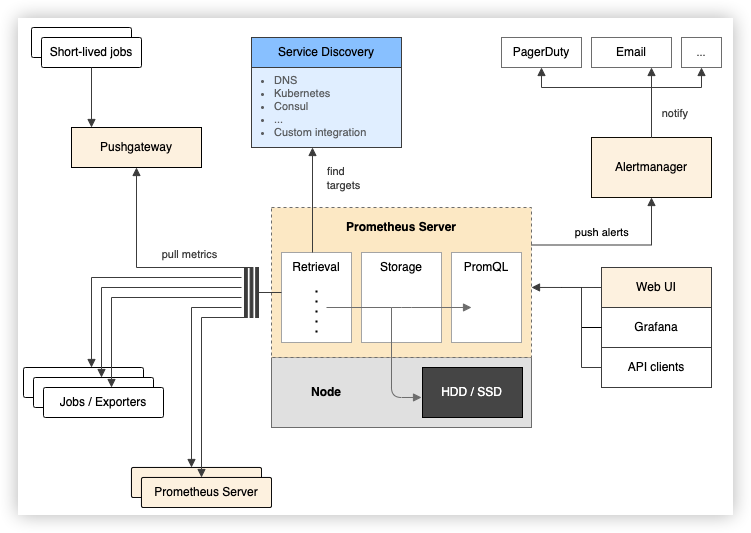 Short-lived jobs
Service Discovery
DNS
Kubernetes
Consul
...
Custom integration
PagerDuty
Email
...
Pushgateway
notify
Alertmanager
find
targets
Prometheus Server
push alerts
pull metrics
Retrieval
Storage
PromQL
Web UI
Grafana
API clients
Jobs / Exporters
Node
HDD / SSD
Prometheus Server